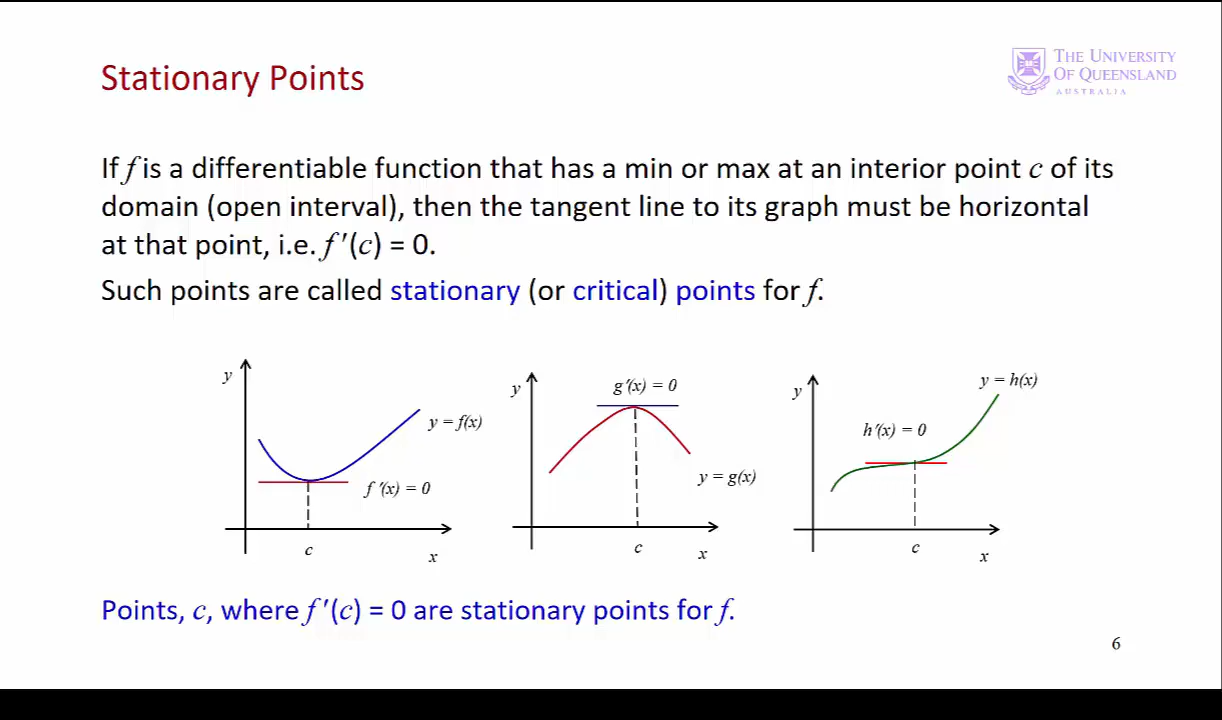 Stationary Points
THE UNIVERSITY
OF QUEENSLAND
AUSTRALIA
If f is a differentiable function that has a min or max at an interior point c of its
domain (open interval), then the tangent line to its graph must be horizontal
at that point, i.e. f ′(c) = 0.
Such points are called stationary (or critical) points for f.
y
y = f(x)
f ′(x) = 0
c
x
y
g′(x) = 0
y = g(x)
c
x
y
y = h(x)
h′(x) = 0
c
x
Points, c, where f ′(c) = 0 are stationary points for f.
6